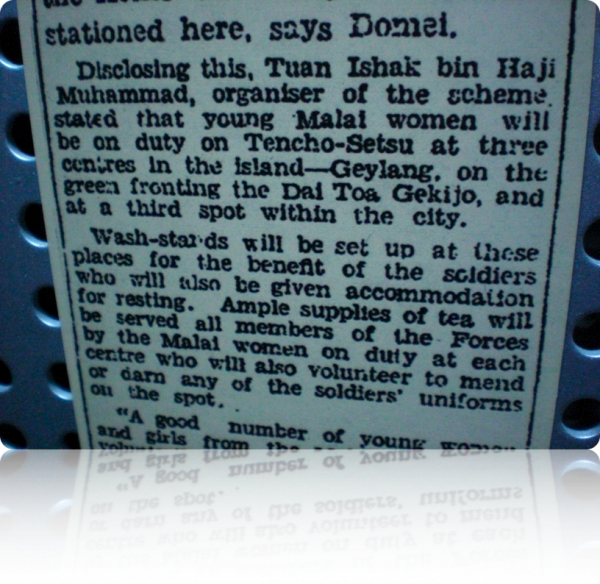 stationed here, says Domei.
Disclosing this, Tuan Ishak bin Haji
Muhammad, organiser of the scheme,
stated that young Malai women will
be on duty on Tencho-Setsu at three
centres in the island—Geylang, on the
green fronting the Dai Toa Gekijo, and
at a third spot within the city.
Wash-stands will be set up at these
places for the benefit of the soldiers
who will also be given accommodation
for resting. Ample supplies of tea will
be served all members of the Forces
by the Malai women on duty at each
centre who will also volunteer to mend
or darn any of the soldiers' uniforms
on the spot.
"A good number of young women
and girls from the